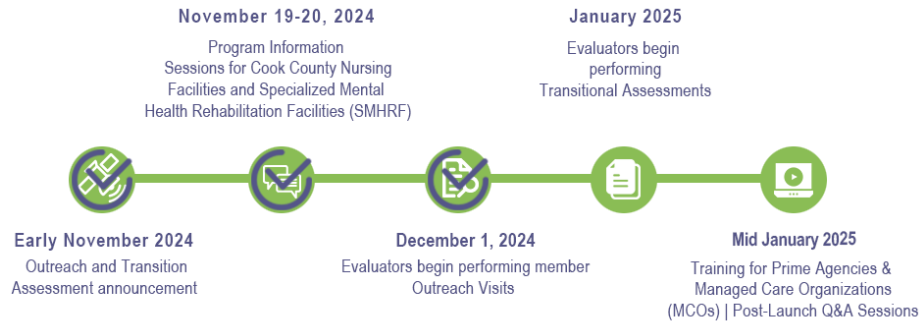 November 19-20, 2024
Program Information
Sessions for Cook County Nursing
Facilities and Specialized Mental
Health Rehabilitation Facilities (SMHRF)
January 2025
Evaluators begin
performing
Transitional Assessments
Early November 2024
Outreach and Transition
Assessment announcement
December 1, 2024
Evaluators begin performing member
Outreach Visits
Mid January 2025
Training for Prime Agencies &
Managed Care Organizations
(MCOs) | Post-Launch Q&A Sessions